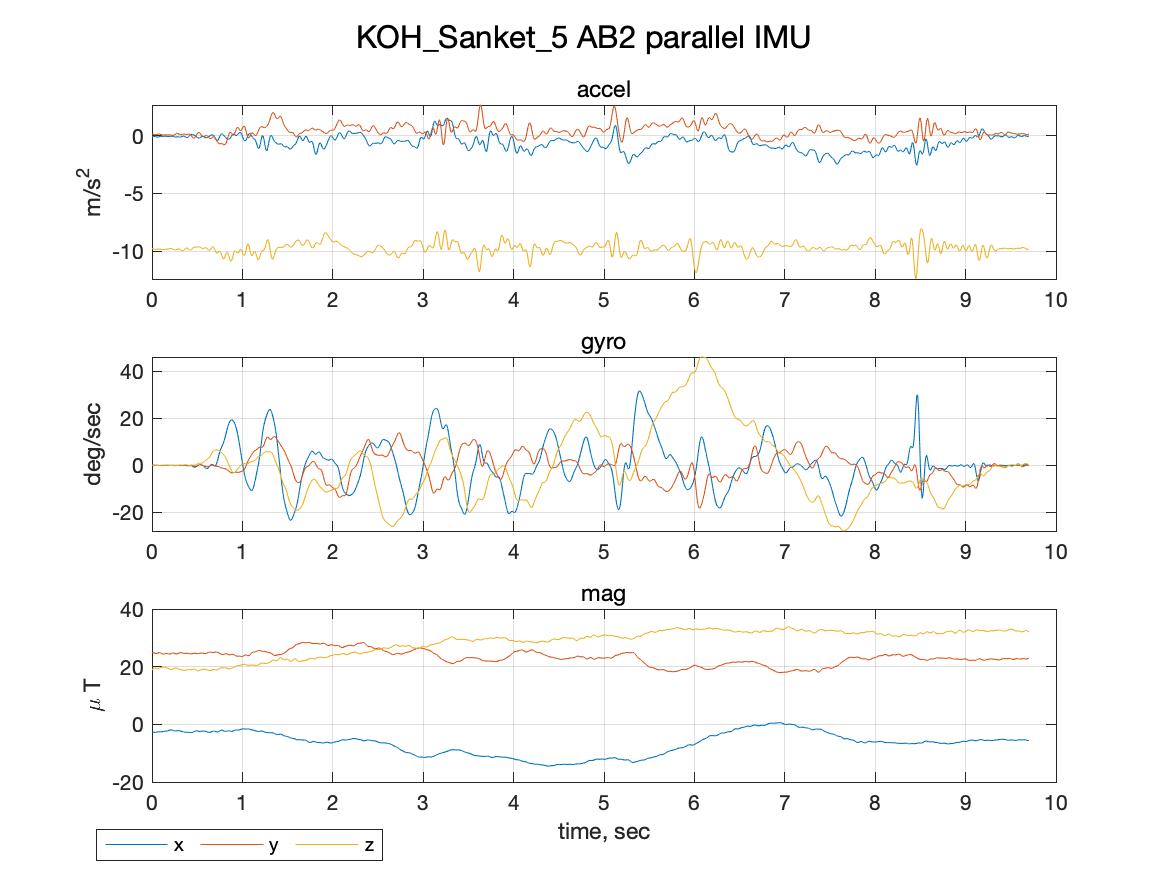 KOH_Sanket_5 AB2 parallel IMU
accel
0
-5
-10
m/s²
0 1 2 3 4 5 6 7 8 9 10
gyro
40
20
0
-20
deg/sec
0 1 2 3 4 5 6 7 8 9 10
mag
40
20
0
-20
μ T
0 1 2 3 4 5 6 7 8 9 10
time, sec
x y z